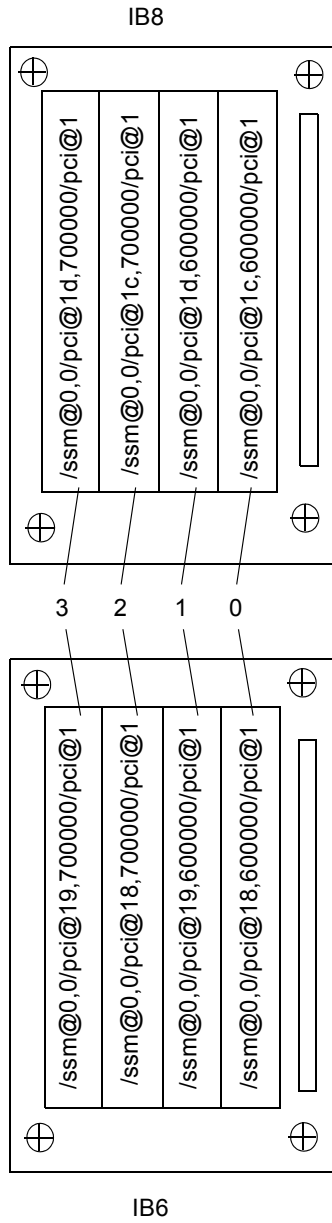 IB8
/ssm@0,0/pci@1d,700000/pci@1
/ssm@0,0/pci@1c,700000/pci@1
/ssm@0,0/pci@1d,600000/pci@1
/ssm@0,0/pci@1c,600000/pci@1
3 2 1 0
/ssm@0,0/pci@19,700000/pci@1
/ssm@0,0/pci@18,700000/pci@1
/ssm@0,0/pci@19,600000/pci@1
/ssm@0,0/pci@18,600000/pci@1
IB6